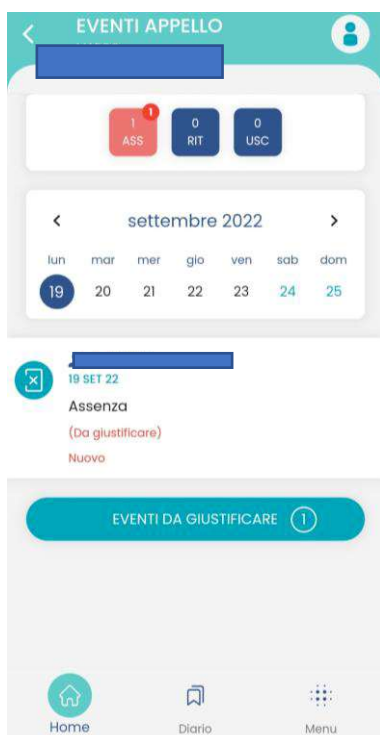 EVENTI APPELLO
1
1 0 0
ASS RIT USC
settembre 2022
lun mar mer gio ven sab dom
19 20 21 22 23 24 25
19 SET 22
Assenza
(Da giustificare)
Nuovo
EVENTI DA GIUSTIFICARE 1
Home Diario Menu